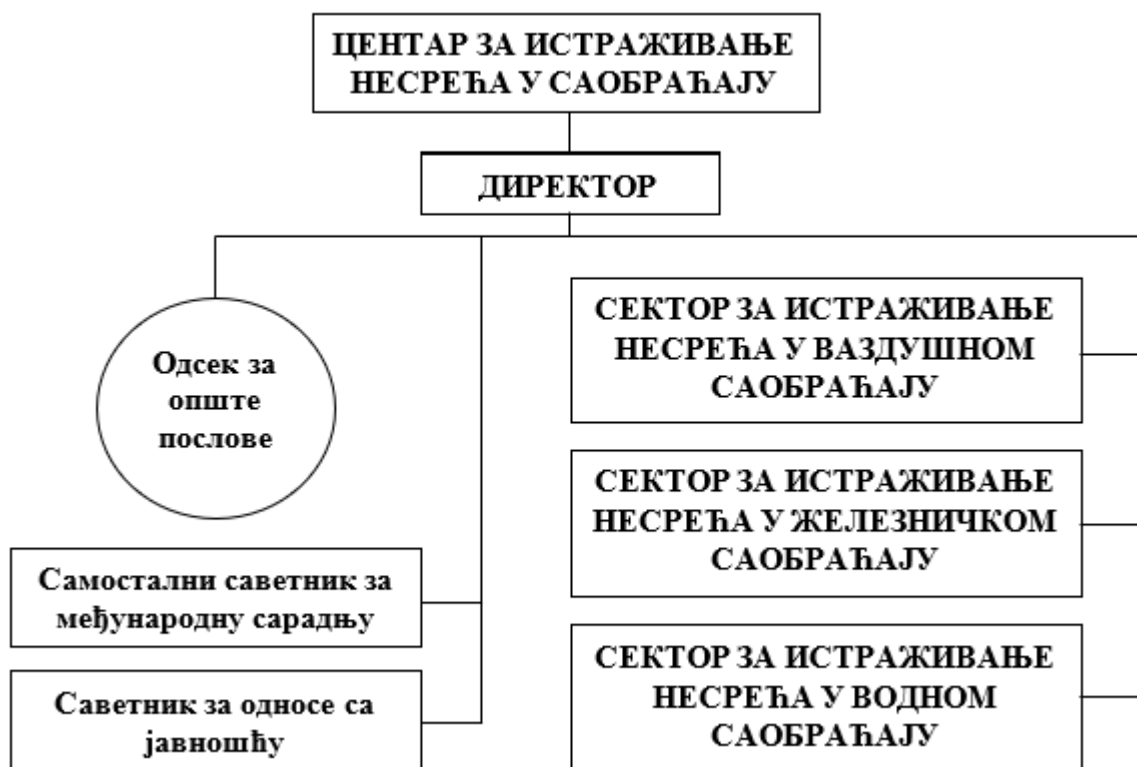 ЦЕНТАР ЗА ИСТРАЖИВАЊЕ
НЕСРЕЋА У САОБРАЋАЈУ
ДИРЕКТОР
Одсек за
опште
послове
Самостални саветник за
међународну сарадњу
Саветник за односе са
јавношћу
СЕКТОР ЗА ИСТРАЖИВАЊЕ
НЕСРЕЋА У ВАЗДУШНОМ
САОБРАЋАЈУ
СЕКТОР ЗА ИСТРАЖИВАЊЕ
НЕСРЕЋА У ЖЕЛЕЗНИЧКОМ
САОБРАЋАЈУ
СЕКТОР ЗА ИСТРАЖИВАЊЕ
НЕСРЕЋА У ВОДНОМ
САОБРАЋАЈУ